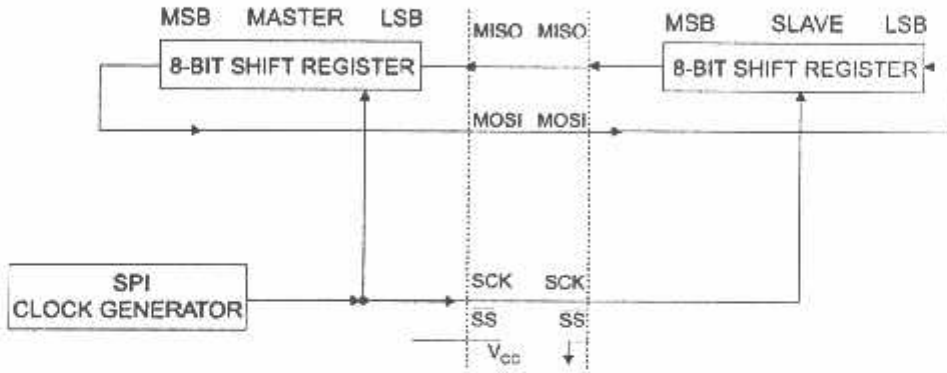 MSB MASTER LSB MISO MISO MSB SLAVE LSB
8-BIT SHIFT REGISTER 8-BIT SHIFT REGISTER
MOSI MOSI
SPI SCK SCK
CLOCK GENERATOR
SS SS
VCC